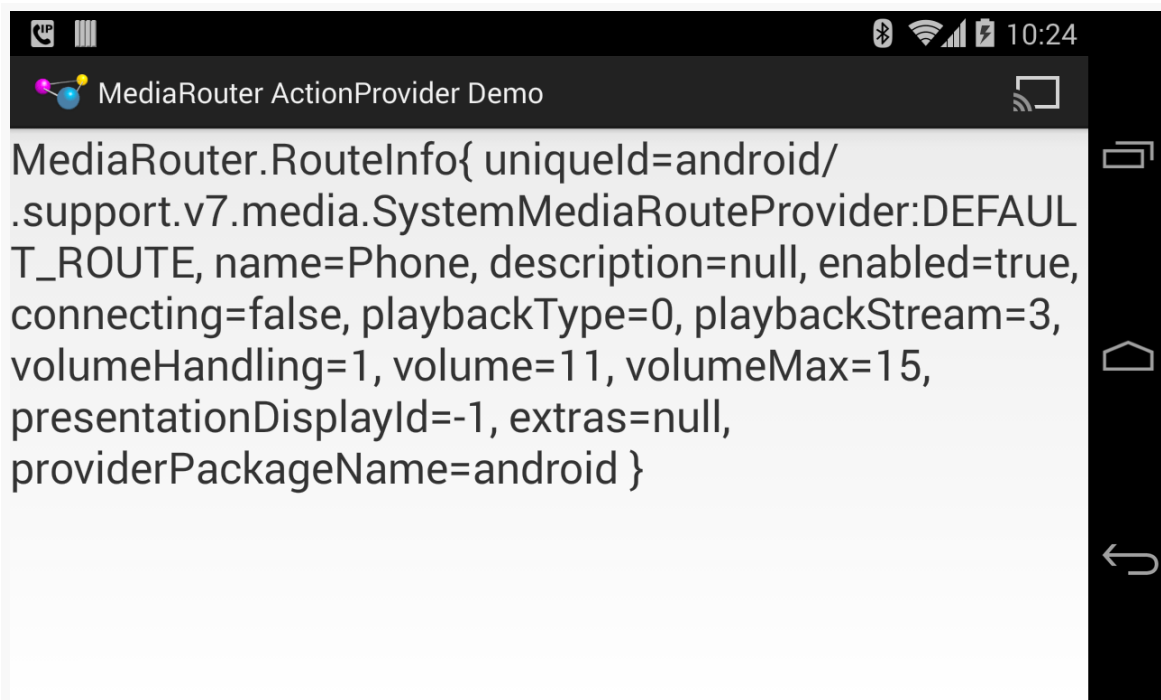 IP
10:24
MediaRouter ActionProvider Demo
MediaRouter.RouteInfo{ uniqueId=android/
.support.v7.media.SystemMediaRouteProvider:DEFAUL
T_ROUTE, name=Phone, description=null, enabled=true,
connecting=false, playbackType=0, playbackStream=3,
volumeHandling=1, volume=11, volumeMax=15,
presentationDisplayId=-1, extras=null,
providerPackageName=android }